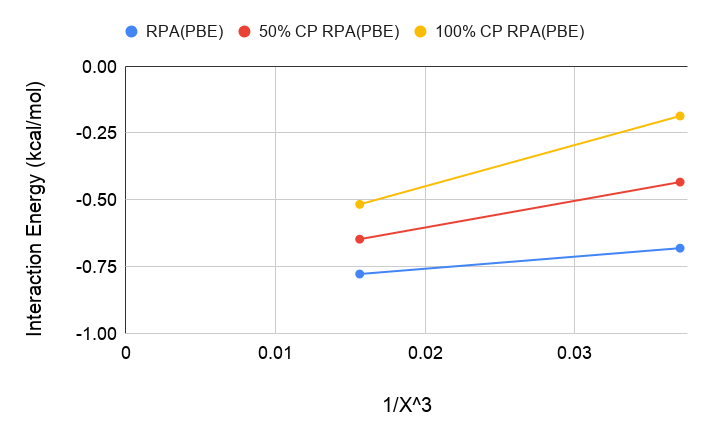 RPA(PBE) 50% CP RPA(PBE) 100% CP RPA(PBE)
Interaction Energy (kcal/mol)
0.00
-0.25
-0.50
-0.75
-1.00
0 0.01 0.02 0.03
1/X^3